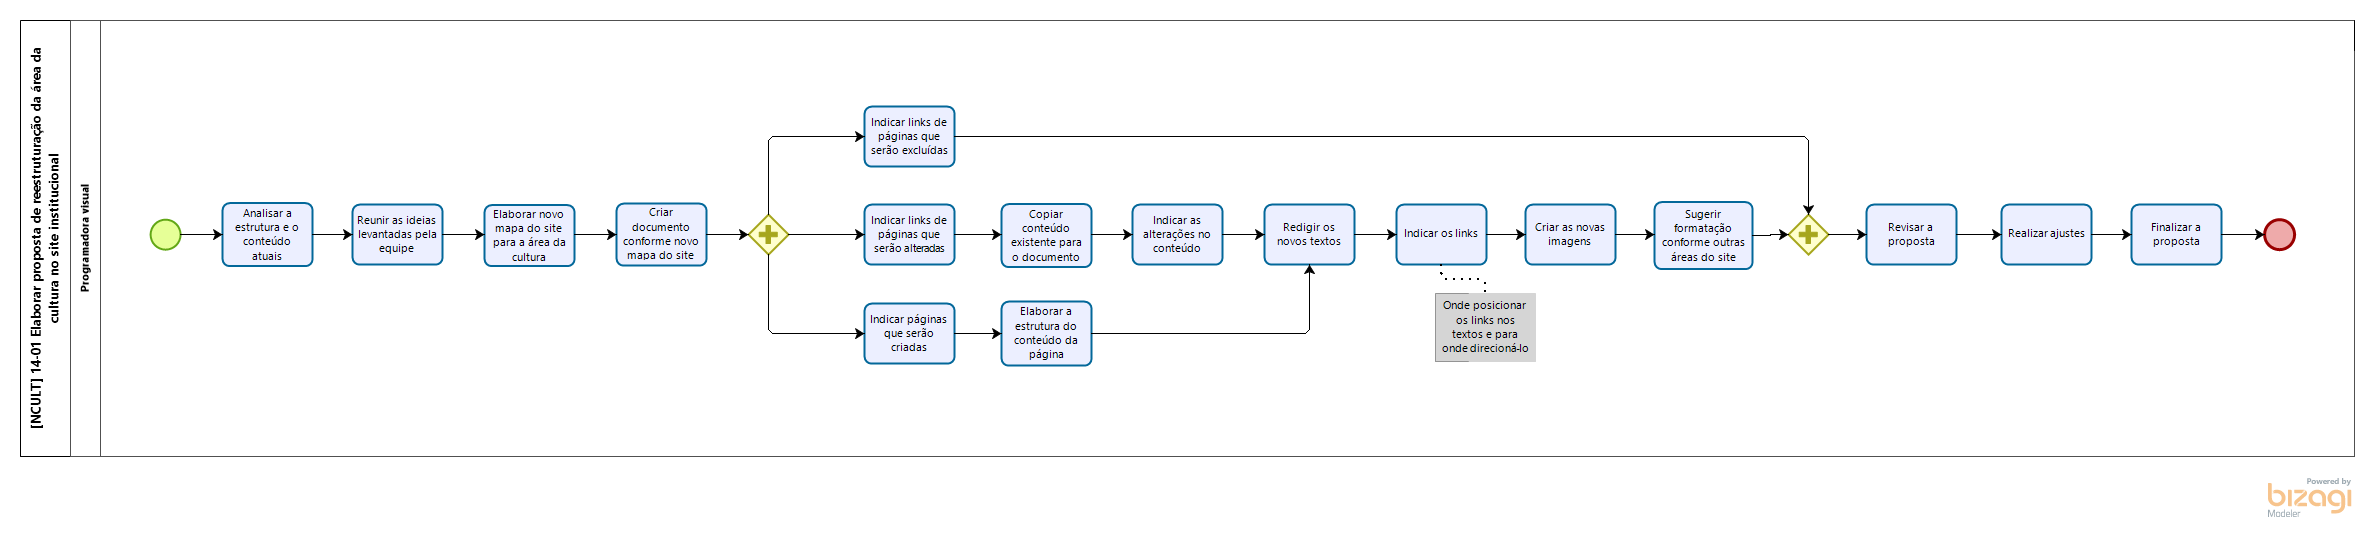 [NCULT] 14-01 Elaborar proposta de reestruturação da área da
cultura no site institucional
Programadora visual
Analisar a
estrutura e o
conteúdo
atuais
Reunir as ideias
levantadas pela
equipe
Elaborar novo
mapa do site
para a área da
cultura
Criar
documento
conforme novo
mapa do site
Indicar links de
páginas que
serão excluídas
Indicar links de
páginas que
serão alteradas
Copiar
conteúdo
existente para
o documento
Indicar as
alterações no
conteúdo
Indicar páginas
que serão
criadas
Elaborar a
estrutura do
conteúdo da
página
Redigir os
novos textos
Indicar os links
Onde posicionar
os links nos
textos e para
onde direcioná-lo
Criar as novas
imagens
Sugerir
formatação
conforme outras
áreas do site
Revisar a
proposta
Realizar ajustes
Finalizar a
proposta
Powered by
bizagi
Modeler